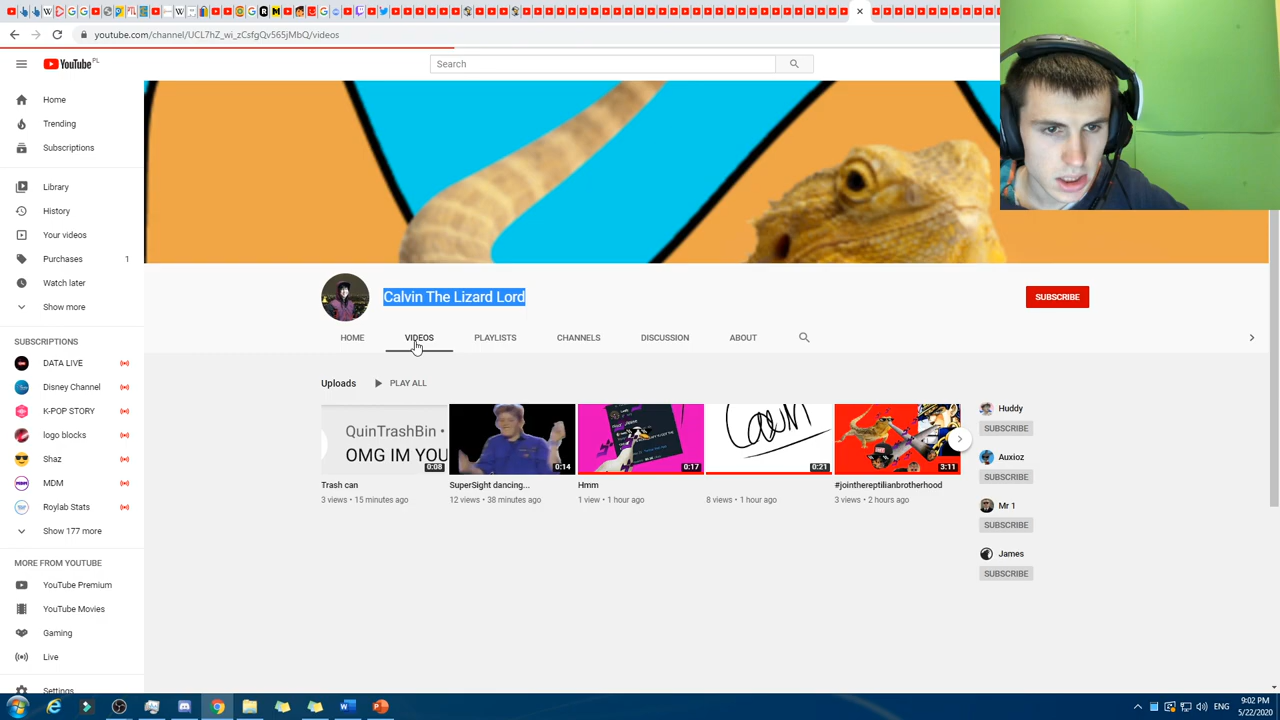 youtube.com/channel/UCL7hZ_wi_zCsfgQv565jMbQ/videos
YouTube PL
Search
Home
Trending
Subscriptions
Library
History
Your videos
Purchases 1
Watch later
Show more
SUBSCRIPTIONS
DATA LIVE
Disney Channel
K-POP STORY
logo blocks
Shaz
MDM
Roylab Stats
Show 177 more
MORE FROM YOUTUBE
YouTube Premium
YouTube Movies
Gaming
Live
Settings
Calvin The Lizard Lord
SUBSCRIBE
HOME VIDEOS PLAYLISTS CHANNELS DISCUSSION ABOUT
Uploads PLAY ALL
QuinTrashBin •
OMG IM YOU
0:08
0:14
0:17
0:21
3:11
Trash can
3 views • 15 minutes ago
SuperSight dancing...
12 views • 38 minutes ago
Hmm
1 view • 1 hour ago
8 views • 1 hour ago
#jointhereptilianbrotherhood
3 views • 2 hours ago
Huddy
SUBSCRIBE
Auxioz
SUBSCRIBE
Mr 1
SUBSCRIBE
James
SUBSCRIBE
ENG
9:02 PM
5/22/2020